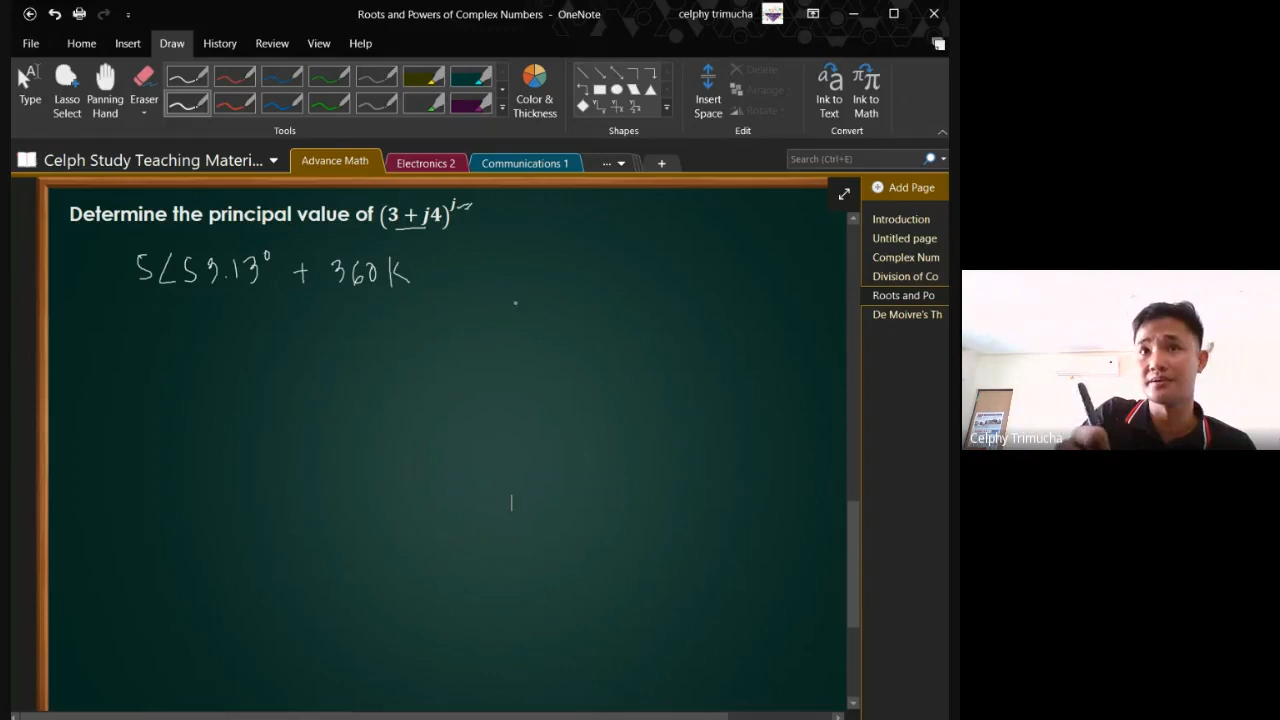 Roots and Powers of Complex Numbers - OneNote
celphy trimucha
File Home Insert Draw History Review View Help
Type
Lasso Select
Panning Hand
Eraser
Color & Thickness
Insert Space
Delete
Arrange
Rotate
Ink to Text
Ink to Math
Tools
Shapes
Edit
Convert
Celph Study Teaching Materi...
Advance Math
Electronics 2
Communications 1
...
Search (Ctrl+E)
Add Page
Introduction
Untitled page
Complex Num
Division of Co
Roots and Po
De Moivre's Th
Determine the principal value of (3 + j4)^j
5∠53.13° + 360K
Celphy Trimucha